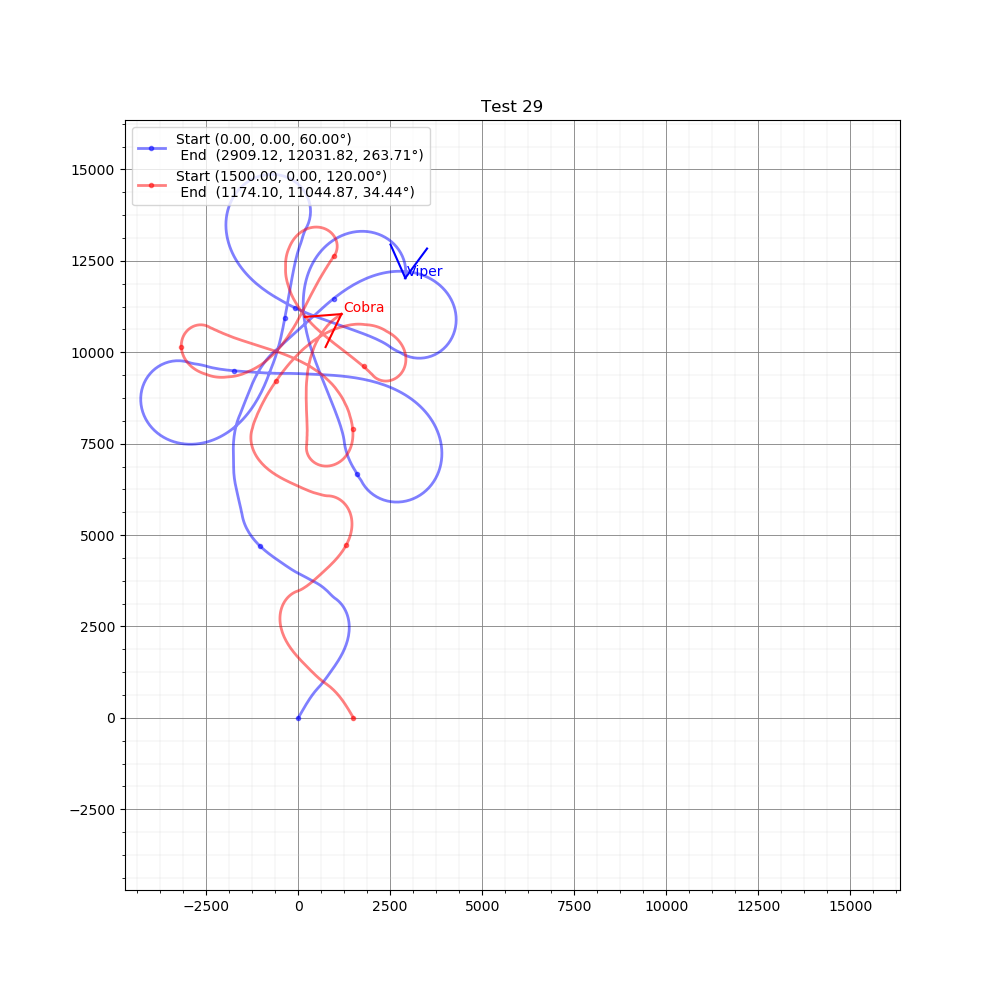 Test 29
Start (0.00, 0.00, 60.00°)
End (2909.12, 12031.82, 263.71°)
Start (1500.00, 0.00, 120.00°)
End (1174.10, 11044.87, 34.44°)
15000
12500
10000
7500
5000
2500
0
−2500
Viper
Cobra
−2500 0 2500 5000 7500 10000 12500 15000